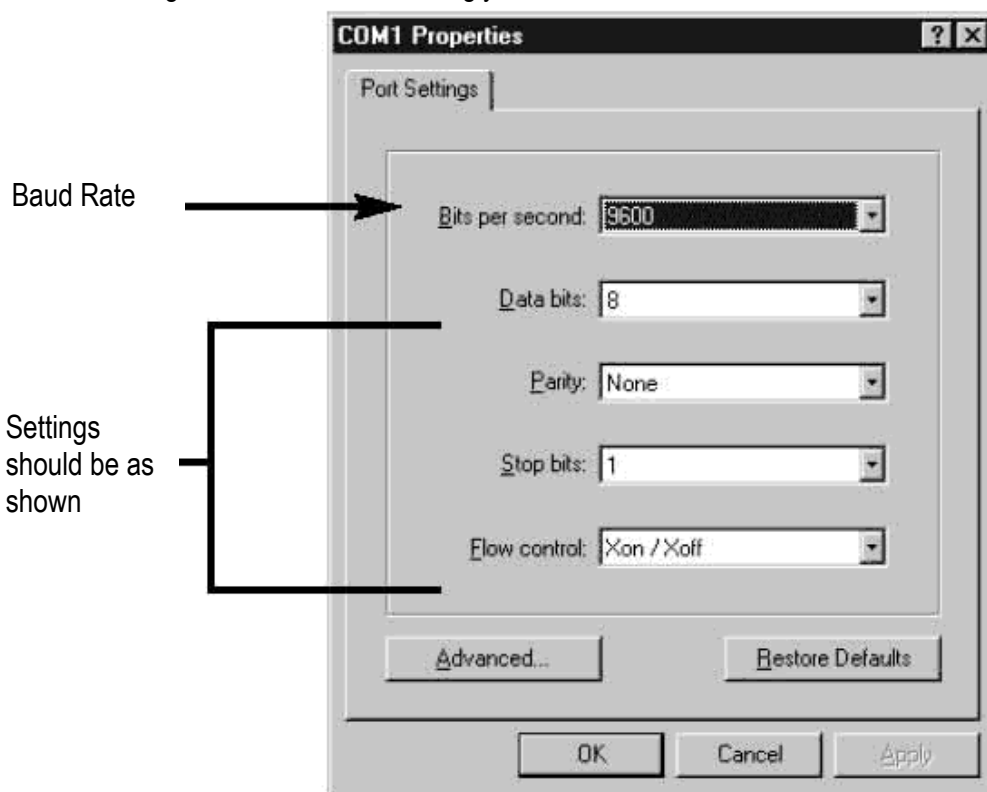 COM1 Properties
Port Settings
Baud Rate
Bits per second: 9600
Data bits: 8
Parity: None
Settings
should be as
shown
Stop bits: 1
Flow control: Xon / Xoff
Advanced...
Restore Defaults
OK
Cancel
Apply